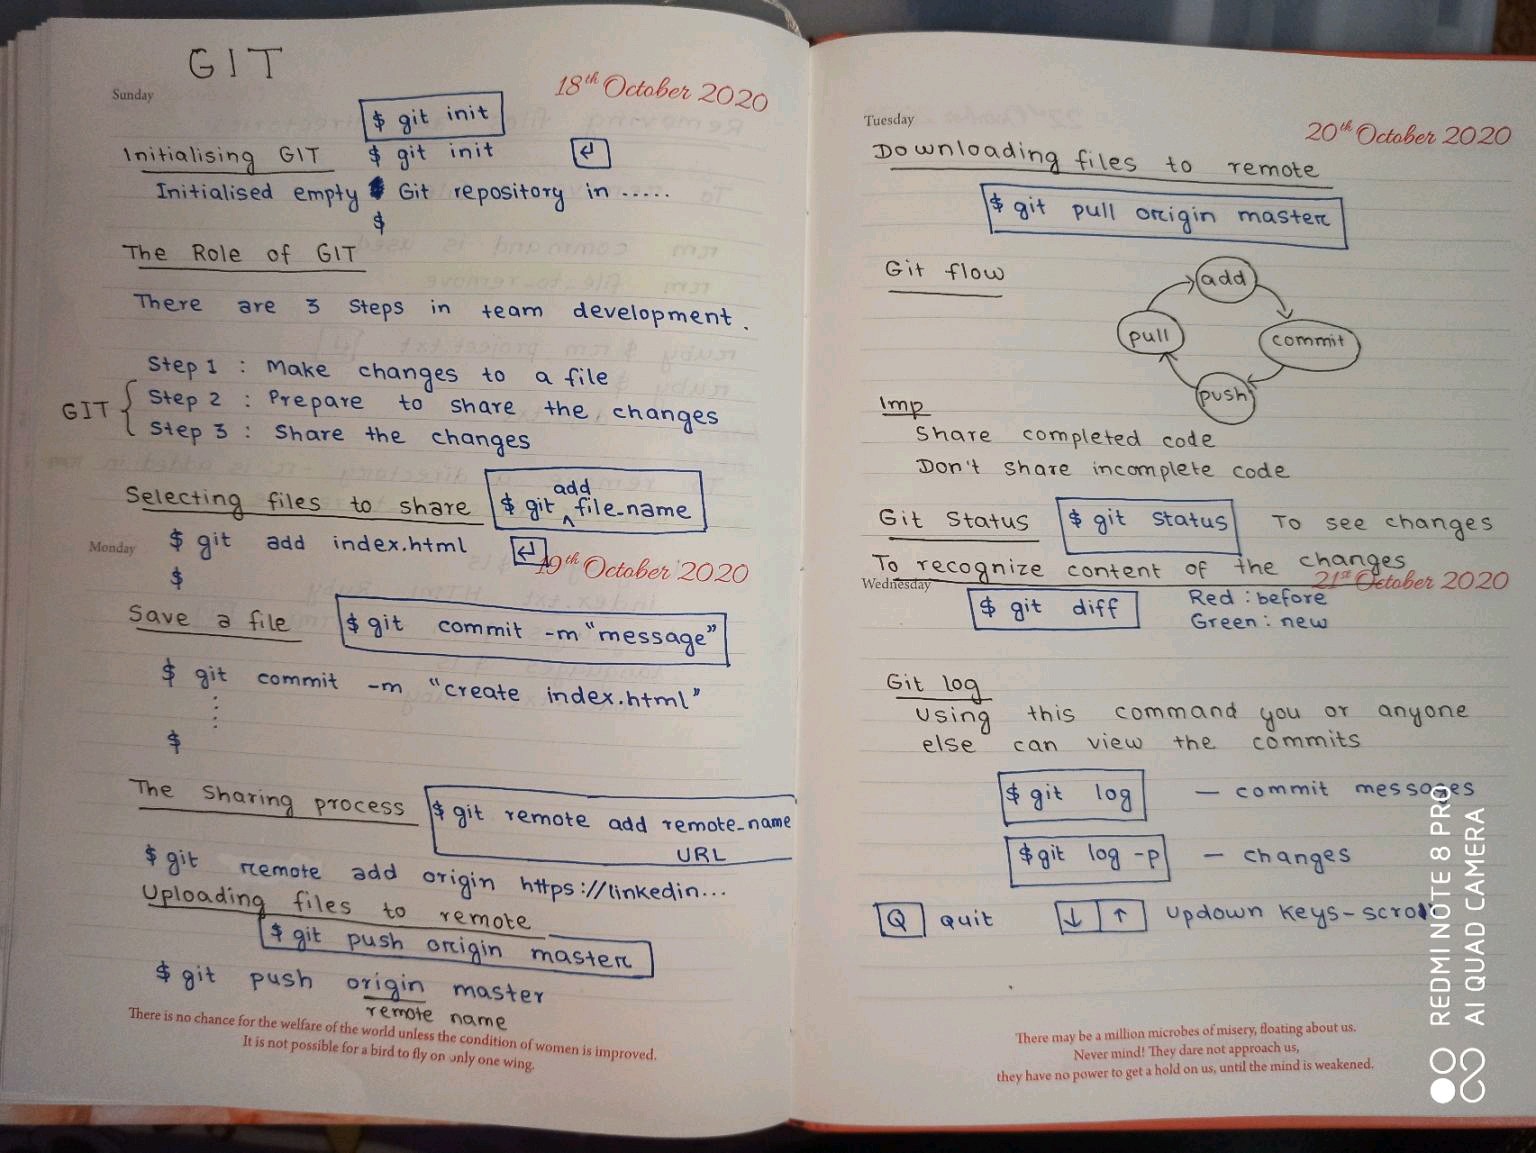 GIT
Sunday
18th October 2020
$ git init
Initialising GIT $ git init ↵
Initialised empty Git repository in .....
$
The Role of GIT
There are 3 steps in team development.
Step 1 : Make changes to a file
GIT { Step 2 : Prepare to share the changes
Step 3 : Share the changes
Selecting files to share $ git add file_name
$ git add index.html ↵
Monday
19th October 2020
$
Save a file $ git commit -m "message"
$ git commit -m "create index.html"
$
The Sharing process $ git remote add remote_name
URL
$ git remote add origin https://linkedin...
Uploading files to remote
$ git push origin master
$ git push origin master
remote name
There is no chance for the welfare of the world unless the condition of women is improved.
It is not possible for a bird to fly on only one wing.
Tuesday
20th October 2020
Downloading files to remote
$ git pull origin master
Git flow
add
pull
commit
push
Imp
Share completed code
Don't share incomplete code
Git Status $ git status To see changes
To recognize content of the changes
Wednesday
21st October 2020
$ git diff Red : before
Green : new
Git log
Using this command you or anyone
else can view the commits
$ git log — commit messages
$ git log -p — changes
Q quit ↓ ↑ updown keys - scroll
There may be a million microbes of misery, floating about us.
Never mind! They dare not approach us,
they have no power to get a hold on us, until the mind is weakened.
REDMI NOTE 8 PRO
AI QUAD CAMERA